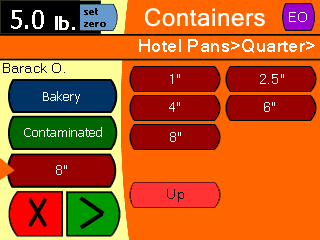 5.0 lb.
set
zero
Containers
EO
Hotel Pans>Quarter>
Barack O.
Bakery
Contaminated
8"
X
>
1"
2.5"
4"
6"
8"
Up